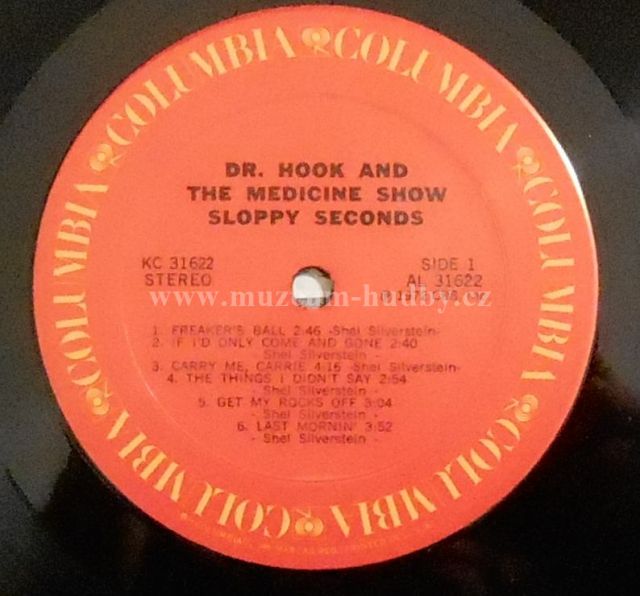 COLUMBIA COLUMBIA COLUMBIA COLUMBIA COLUMBIA COLUMBIA
DR. HOOK AND
THE MEDICINE SHOW
SLOPPY SECONDS
KC 31622
STEREO
SIDE 1
AL 31622
www.muzeum-hudby.cz
1. FREAKER'S BALL 2:46 -Shel Silverstein-
2. IF I'D ONLY COME AND GONE 2:40
- Shel Silverstein -
3. CARRY ME, CARRIE 4:15 -Shel Silverstein-
4. THE THINGS I DIDN'T SAY 2:54
- Shel Silverstein -
5. GET MY ROCKS OFF 3:04
- Shel Silverstein -
6. LAST MORNIN' 3:52
- Shel Silverstein -